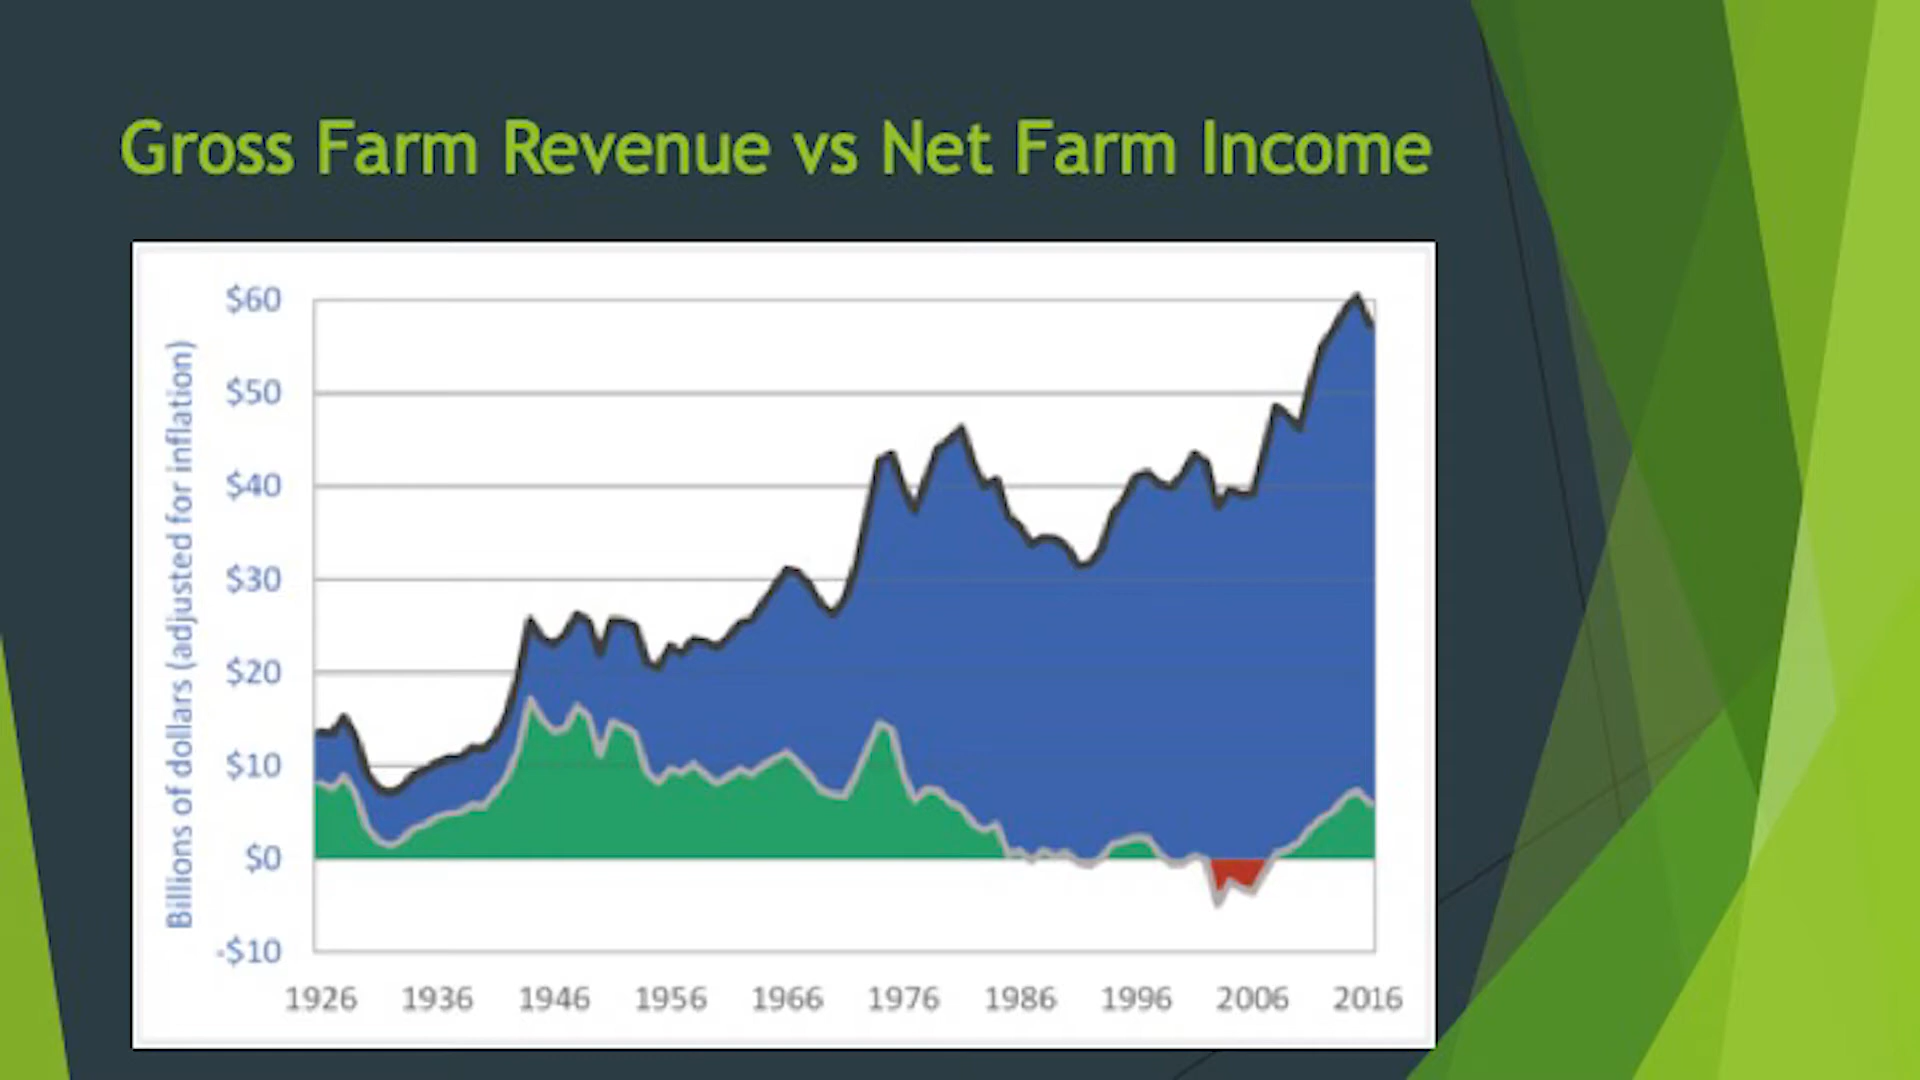 Gross Farm Revenue vs Net Farm Income
Billions of dollars (adjusted for inflation)
$60
$50
$40
$30
$20
$10
$0
-$10
1926 1936 1946 1956 1966 1976 1986 1996 2006 2016